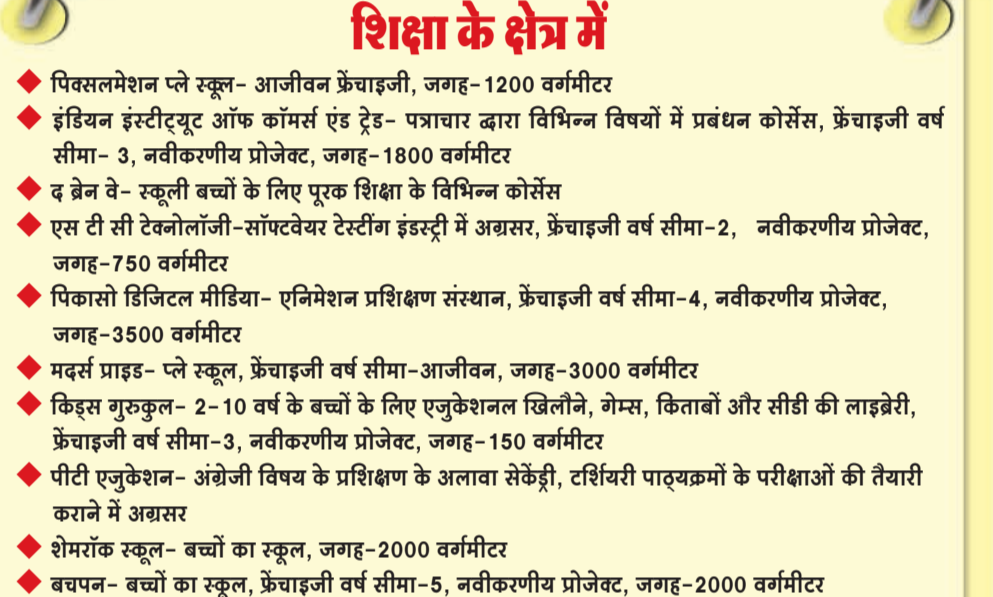 शिक्षा के क्षेत्र में
पिक्सलमेशन प्ले स्कूल- आजीवन फ्रेंचाइजी, जगह-1200 वर्गमीटर
इंडियन इंस्टीट्यूट ऑफ कॉमर्स एंड ट्रेड- पत्राचार द्वारा विभिन्न विषयों में प्रबंधन कोर्सेस, फ्रेंचाइजी वर्ष
सीमा- 3, नवीकरणीय प्रोजेक्ट, जगह-1800 वर्गमीटर
द ब्रेन वे- स्कूली बच्चों के लिए पूरक शिक्षा के विभिन्न कोर्सेस
एस टी सी टेक्नोलॉजी-सॉफ्टवेयर टेस्टींग इंडस्ट्री में अग्रसर, फ्रेंचाइजी वर्ष सीमा-2, नवीकरणीय प्रोजेक्ट,
जगह-750 वर्गमीटर
पिकासो डिजिटल मीडिया- एनिमेशन प्रशिक्षण संस्थान, फ्रेंचाइजी वर्ष सीमा-4, नवीकरणीय प्रोजेक्ट,
जगह-3500 वर्गमीटर
मदर्स प्राइड- प्ले स्कूल, फ्रेंचाइजी वर्ष सीमा-आजीवन, जगह-3000 वर्गमीटर
किड्स गुरुकुल- 2-10 वर्ष के बच्चों के लिए एजुकेशनल खिलौने, गेम्स, किताबों और सीडी की लाइब्रेरी,
फ्रेंचाइजी वर्ष सीमा-3, नवीकरणीय प्रोजेक्ट, जगह-150 वर्गमीटर
पीटी एजुकेशन- अंग्रेजी विषय के प्रशिक्षण के अलावा सेकेंड्री, टर्शियरी पाठ्यक्रमों के परीक्षाओं की तैयारी
कराने में अग्रसर
शेमरॉक स्कूल- बच्चों का स्कूल, जगह-2000 वर्गमीटर
बचपन- बच्चों का स्कूल, फ्रेंचाइजी वर्ष सीमा-5, नवीकरणीय प्रोजेक्ट, जगह-2000 वर्गमीटर